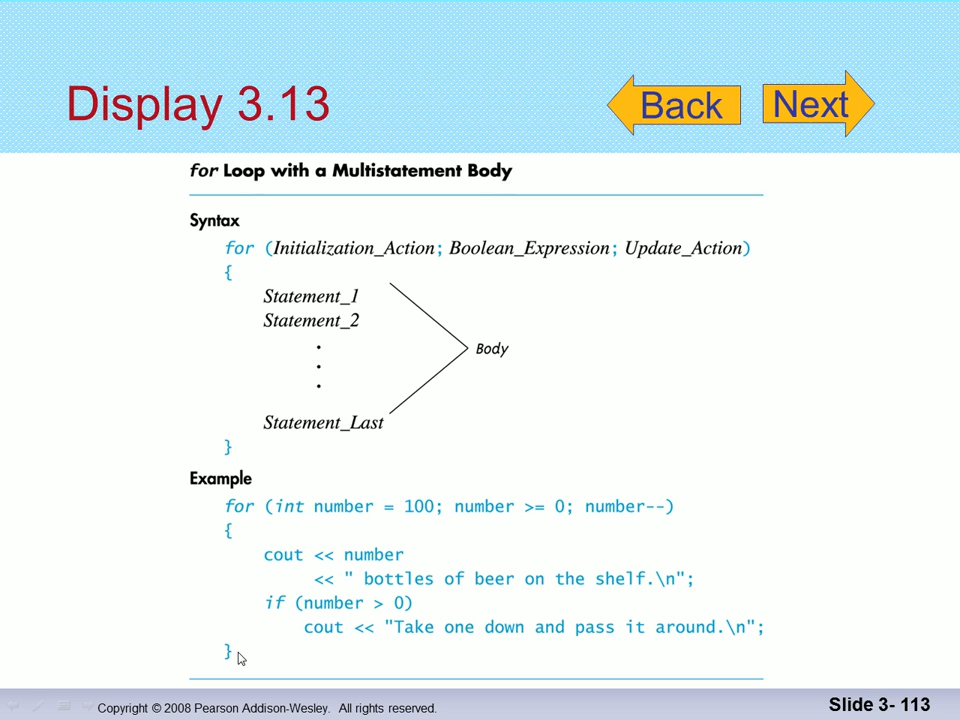 Display 3.13
Back
Next
for Loop with a Multistatement Body
Syntax
for (Initialization_Action; Boolean_Expression; Update_Action)
{
Statement_1
Statement_2
.
.
.
Body
Statement_Last
}
Example
for (int number = 100; number >= 0; number--)
{
cout << number
<< " bottles of beer on the shelf.\n";
if (number > 0)
cout << "Take one down and pass it around.\n";
}
Copyright © 2008 Pearson Addison-Wesley. All rights reserved.
Slide 3- 113